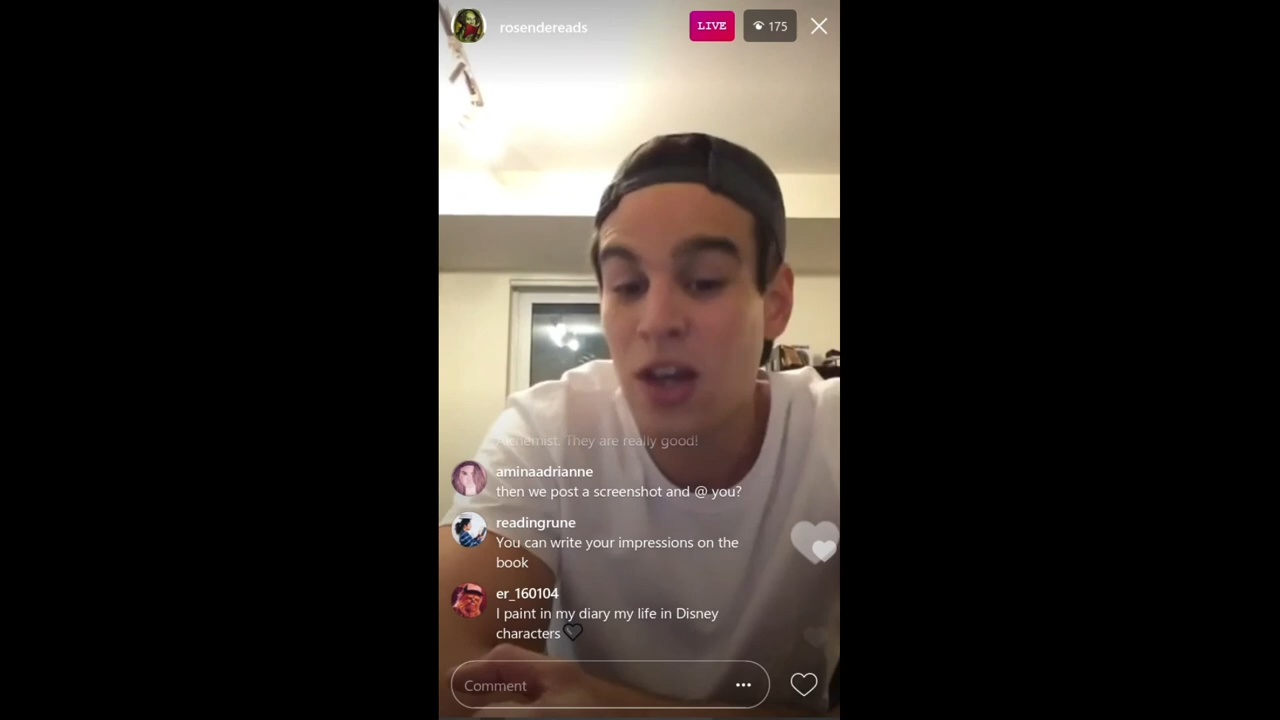 rosendereads
LIVE
175
Alchemist. They are really good!
aminaadrianne
then we post a screenshot and @ you?
readingrune
You can write your impressions on the
book
er_160104
I paint in my diary my life in Disney
characters🖤
Comment